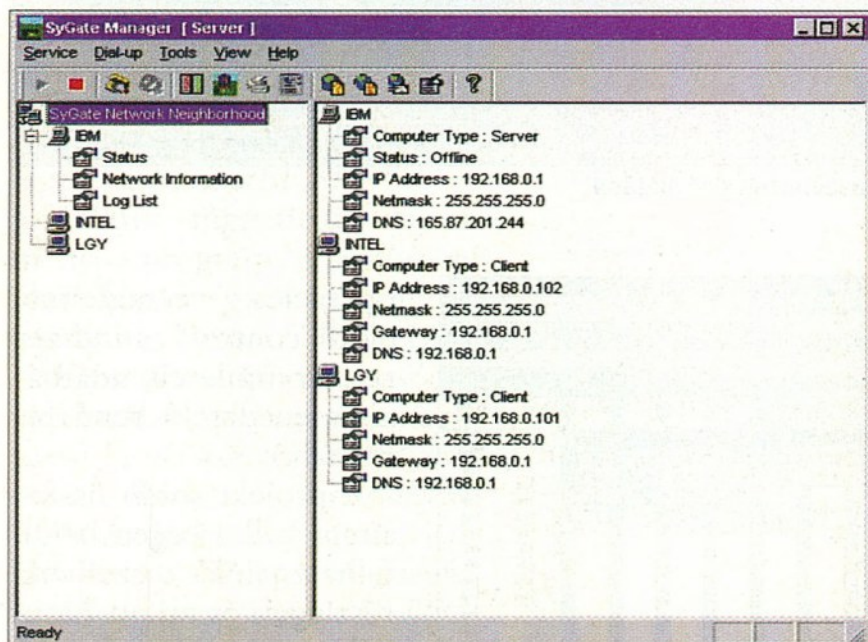 SyGate Manager [ Server ]
Service Dial-up Tools View Help
SyGate Network Neighborhood
IBM
Status
Network Information
Log List
INTEL
LGY
IBM
Computer Type : Server
Status : Offline
IP Address : 192.168.0.1
Netmask : 255.255.255.0
DNS : 165.87.201.244
INTEL
Computer Type : Client
IP Address : 192.168.0.102
Netmask : 255.255.255.0
Gateway : 192.168.0.1
DNS : 192.168.0.1
LGY
Computer Type : Client
IP Address : 192.168.0.101
Netmask : 255.255.255.0
Gateway : 192.168.0.1
DNS : 192.168.0.1
Ready